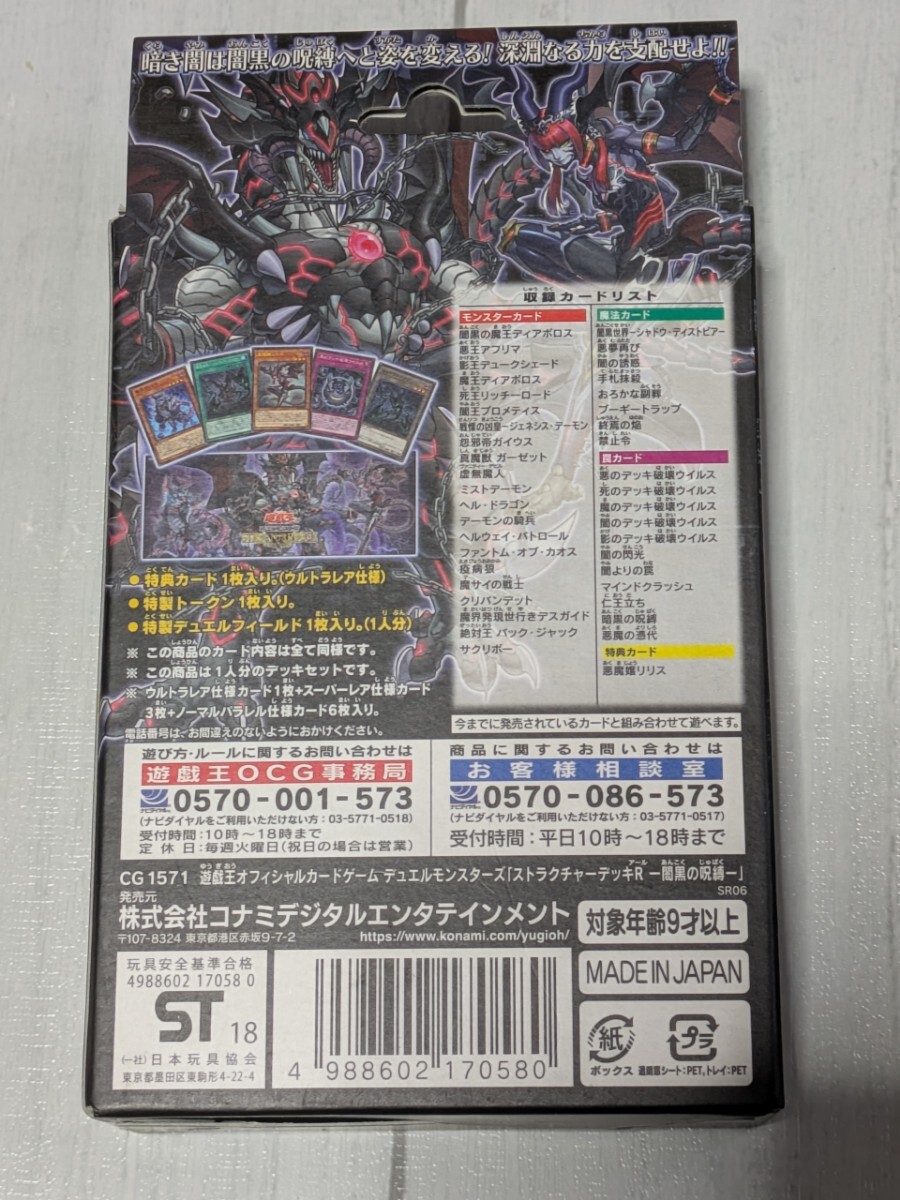 暗き闇は闇黒の呪縛へと姿を変える! 深淵なる力を支配せよ!!
収録カードリスト
モンスターカード
闇黒の魔王ディアボロス
悪王アフリマ
影王デュークシェード
魔王ディアボロス
死王リッチーロード
闇王プロメティス
戦慄の凶皇ージェネシス・デーモン
怨邪帝ガイウス
真魔獣 ガーゼット
虚無魔人
ミストデーモン
ヘル・ドラゴン
デーモンの騎兵
ヘルウェイ・パトロール
ファントム・オブ・カオス
疫病狼
魔サイの戦士
クリバンデット
魔界発現世行きデスガイド
絶対王 バック・ジャック
サクリボー
魔法カード
闇黒世界ーシャドウ・ディストピアー
悪夢再び
闇の誘惑
手札抹殺
おろかな副葬
ブーギートラップ
終焉の焔
禁止令
罠カード
悪のデッキ破壊ウイルス
死のデッキ破壊ウイルス
魔のデッキ破壊ウイルス
闇のデッキ破壊ウイルス
影のデッキ破壊ウイルス
闇の閃光
闇よりの罠
マインドクラッシュ
仁王立ち
暗黒の呪縛
悪魔の憑代
特典カード
悪魔嬢リリス
●特典カード1枚入り。(ウルトラレア仕様)
●特製トークン1枚入り。
●特製デュエルフィールド1枚入り。(1人分)
※ この商品のカード内容は全て同様です。
※ この商品は1人分のデッキセットです。
※ ウルトラレア仕様カード1枚+スーパーレア仕様カード
3枚+ノーマルパラレル仕様カード6枚入り。
今までに発売されているカードと組み合わせて遊べます。
電話番号は、お間違えのないようにおかけください。
遊び方・ルールに関するお問い合わせは
遊戯王OCG事務局
ナビダイヤル 0570-001-573
(ナビダイヤルをご利用いただけない方:03-5771-0518)
受付時間:10時〜18時まで
定休日:毎週火曜日(祝日の場合は営業)
商品に関するお問い合わせは
お客様相談室
ナビダイヤル 0570-086-573
(ナビダイヤルをご利用いただけない方:03-5771-0517)
受付時間:平日10時〜18時まで
CG1571 遊戯王オフィシャルカードゲーム デュエルモンスターズ「ストラクチャーデッキR ー闇黒の呪縛ー」
SR06
発売元
株式会社コナミデジタルエンタテインメント
〒107-8324 東京都港区赤坂9-7-2
https://www.konami.com/yugioh/
対象年齢9才以上
玩具安全基準合格
4988602 17058 0
ST 18
(一社)日本玩具協会
東京都墨田区東駒形4-22-4
4 988602 170580
MADE IN JAPAN
紙
ボックス
プラ
透明窓シート:PET,トレイ:PET